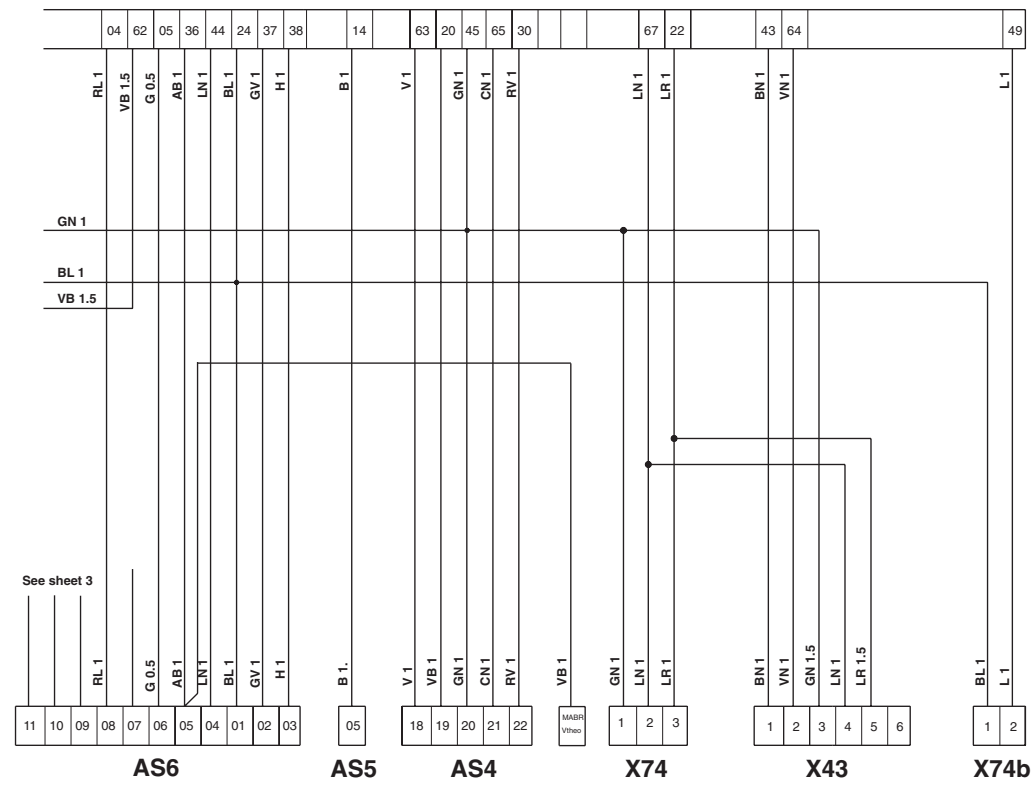 04 62 05 36 44 24 37 38 14 63 20 45 65 30 67 22 43 64 49
RL 1 VB 1.5 G 0.5 AB 1 LN 1 BL 1 GV 1 H 1 B 1 V 1 GN 1 CN 1 RV 1 LN 1 LR 1 BN 1 VN 1 L 1
GN 1
BL 1
VB 1.5
See sheet 3
RL 1 G 0.5 AB 1 LN 1 BL 1 GV 1 H 1 B 1. V 1 VB 1 GN 1 CN 1 RV 1 VB 1 GN 1 LN 1 LR 1 BN 1 VN 1 GN 1.5 LN 1 LR 1.5 BL 1 L 1
11 10 09 08 07 06 05 04 01 02 03 05 18 19 20 21 22 MABR 1 2 3 1 2 3 4 5 6 1 2
Vtheo
AS6 AS5 AS4 X74 X43 X74b